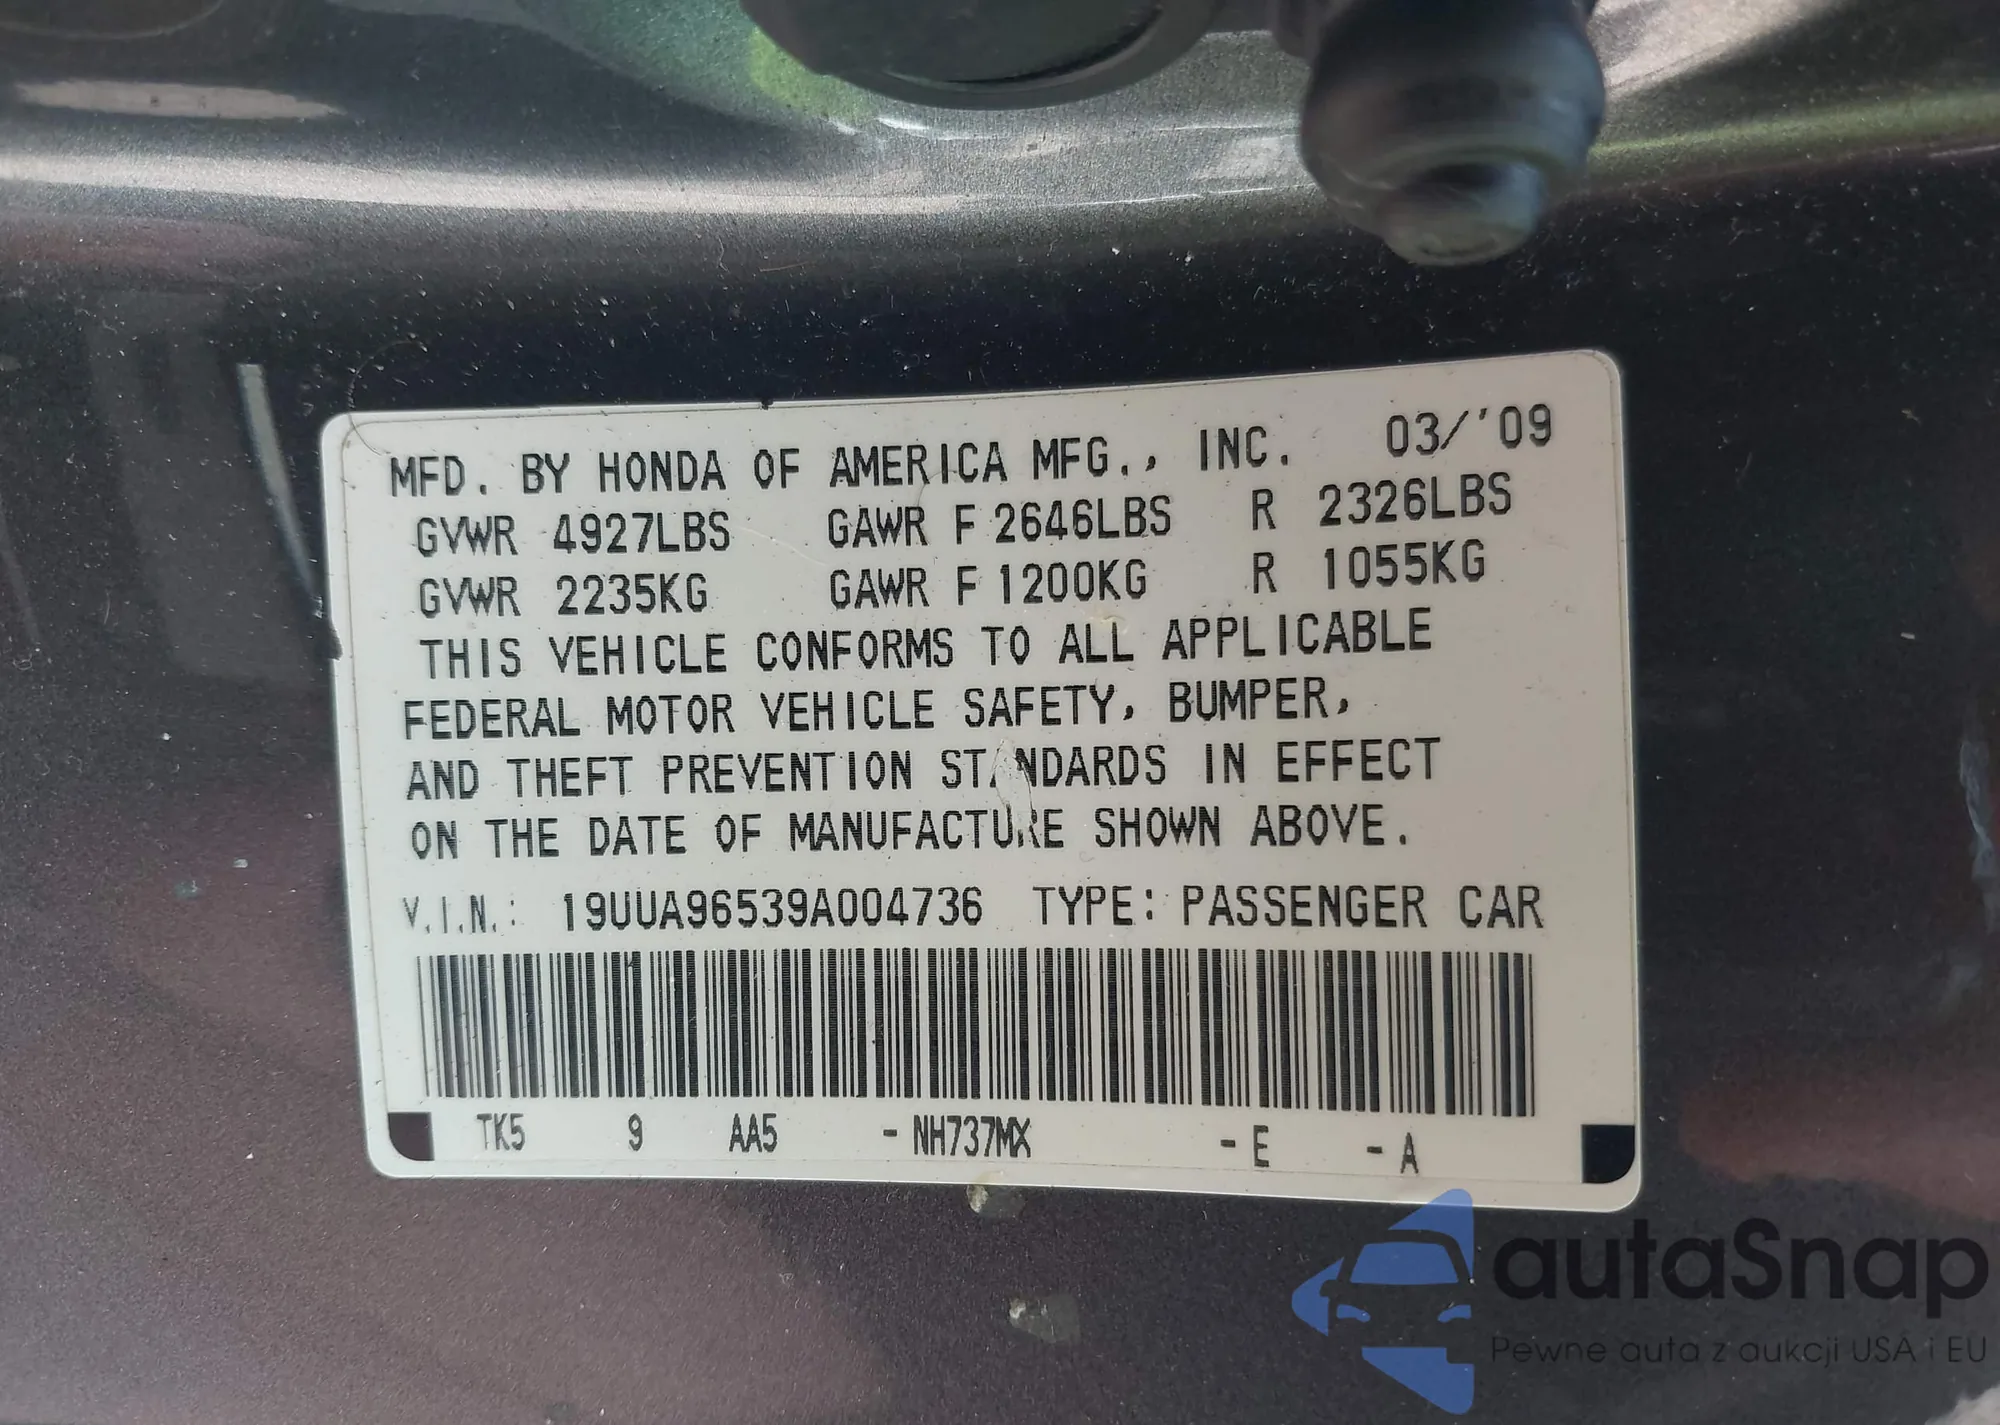 MFD. BY HONDA OF AMERICA MFG., INC. 03/'09
GVWR 4927LBS GAWR F 2646LBS R 2326LBS
GVWR 2235KG GAWR F 1200KG R 1055KG
THIS VEHICLE CONFORMS TO ALL APPLICABLE
FEDERAL MOTOR VEHICLE SAFETY, BUMPER,
AND THEFT PREVENTION STANDARDS IN EFFECT
ON THE DATE OF MANUFACTURE SHOWN ABOVE.
V.I.N.: 19UUA96539A004736 TYPE: PASSENGER CAR
TK5 9 AA5 - NH737MX - E - A
autaSnap
Pewne auta z aukcji USA i EU